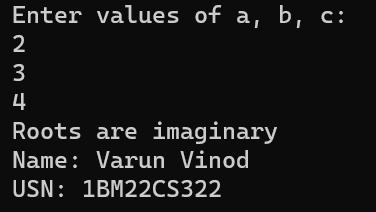 Enter values of a, b, c:
2
3
4
Roots are imaginary
Name: Varun Vinod
USN: 1BM22CS322